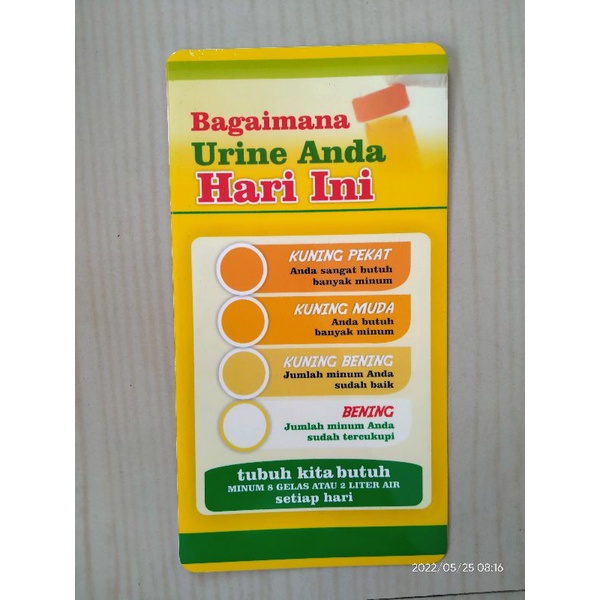 Bagaimana
Urine Anda
Hari Ini
KUNING PEKAT
Anda sangat butuh
banyak minum
KUNING MUDA
Anda butuh
banyak minum
KUNING BENING
Jumlah minum Anda
sudah baik
BENING
Jumlah minum Anda
sudah tercukupi
tubuh kita butuh
MINUM 8 GELAS ATAU 2 LITER AIR
setiap hari
2022/05/25 08:16